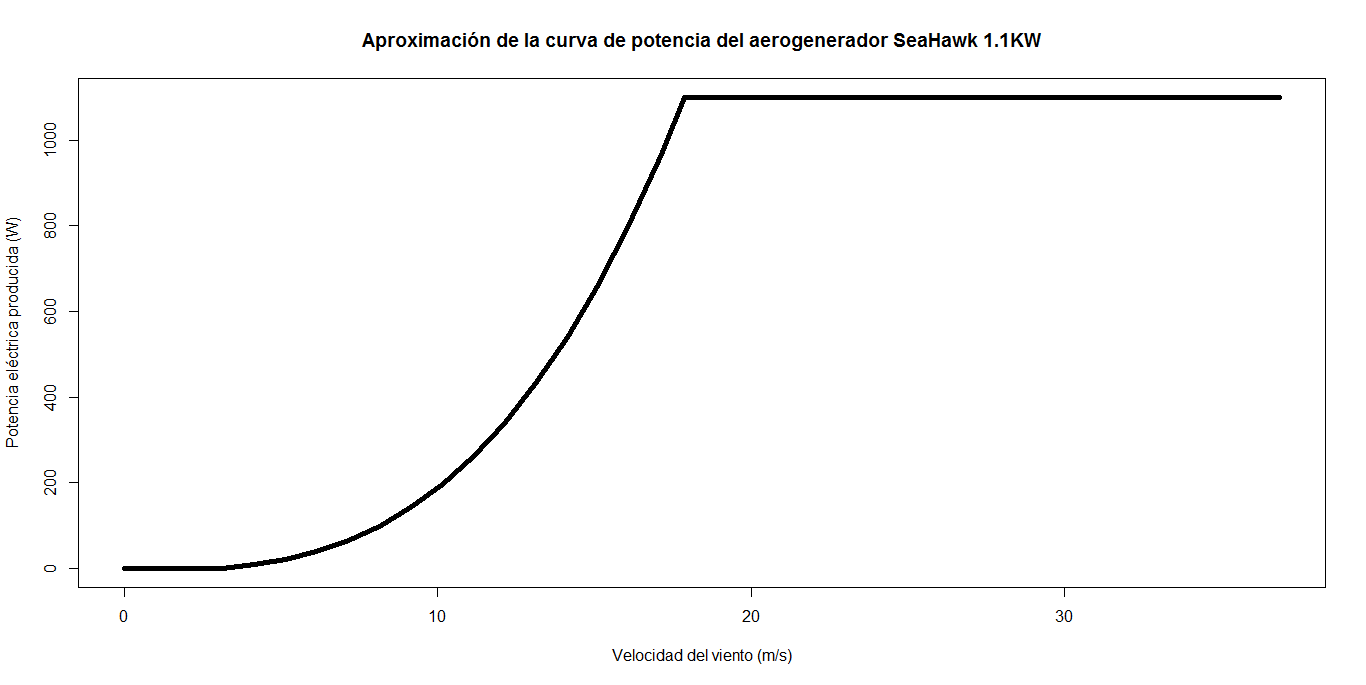 Aproximación de la curva de potencia del aerogenerador SeaHawk 1.1KW
Potencia eléctrica producida (W)
1000
800
600
400
200
0
0 10 20 30
Velocidad del viento (m/s)